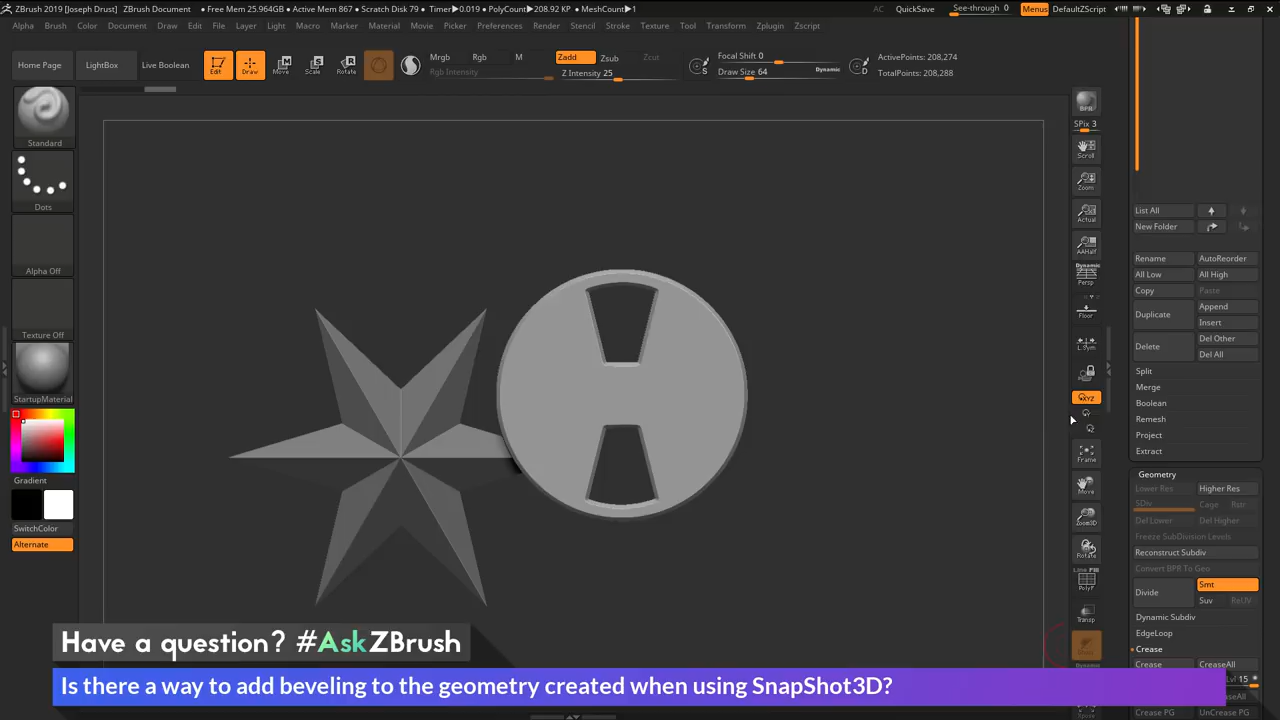 ZBrush 2019 [Joseph Drust] ZBrush Document • Free Mem 25.964GB • Active Mem 867 • Scratch Disk 79 • Timer▶0.019 • PolyCount▶208.92 KP • MeshCount▶1
AC QuickSave See-through 0 Menus DefaultZScript
Alpha Brush Color Document Draw Edit File Layer Light Macro Marker Material Movie Picker Preferences Render Stencil Stroke Texture Tool Transform Zplugin Zscript
Home Page LightBox Live Boolean Edit Draw Move Scale Rotate
Mrgb Rgb M Zadd Zsub Zcut
Rgb Intensity Z Intensity 25
Focal Shift 0
Draw Size 64 Dynamic
ActivePoints: 208,274
TotalPoints: 208,288
Standard
Dots
Alpha Off
Texture Off
StartupMaterial
Gradient
SwitchColor
Alternate
BPR
SPix 3
Scroll
Zoom
Actual
AAHalf
Dynamic
Persp
Floor
L.Sym
XYZ
Frame
Move
Zoom3D
Rotate
Line Fill
PolyF
Transp
Dynamic
List All
New Folder
Rename AutoReorder
All Low All High
Copy Paste
Duplicate Append
Insert
Delete Del Other
Del All
Split
Merge
Boolean
Remesh
Project
Extract
Geometry
Lower Res Higher Res
SDiv Cage Rstr
Del Lower Del Higher
Freeze SubDivision Levels
Reconstruct Subdiv
Convert BPR To Geo
Divide Smt
Suv ReUV
Dynamic Subdiv
EdgeLoop
Crease
Crease CreaseAll
Lvl 15
Crease PG UnCrease PG
Have a question? #AskZBrush
Is there a way to add beveling to the geometry created when using SnapShot3D?